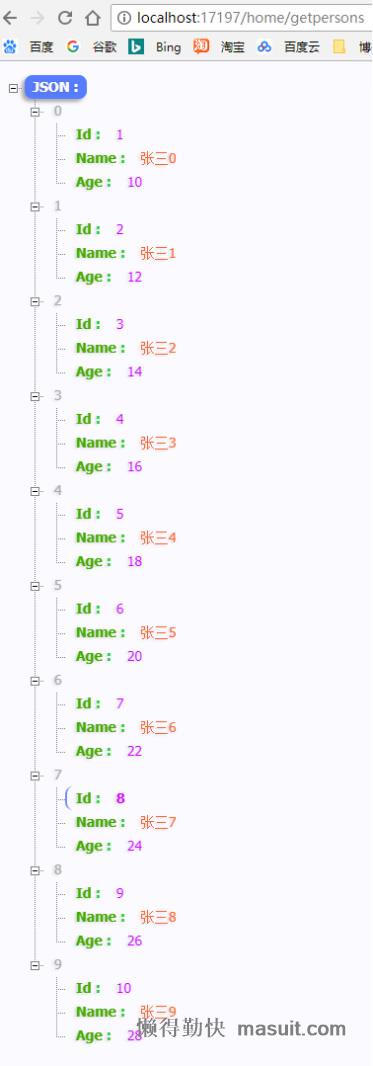 localhost:17197/home/getpersons
百度 谷歌 Bing 淘宝 百度云 博
JSON :
0
Id : 1
Name : 张三0
Age : 10
1
Id : 2
Name : 张三1
Age : 12
2
Id : 3
Name : 张三2
Age : 14
3
Id : 4
Name : 张三3
Age : 16
4
Id : 5
Name : 张三4
Age : 18
5
Id : 6
Name : 张三5
Age : 20
6
Id : 7
Name : 张三6
Age : 22
7
Id : 8
Name : 张三7
Age : 24
8
Id : 9
Name : 张三8
Age : 26
9
Id : 10
Name : 张三9
Age : 28
懒得勤快 masuit.com